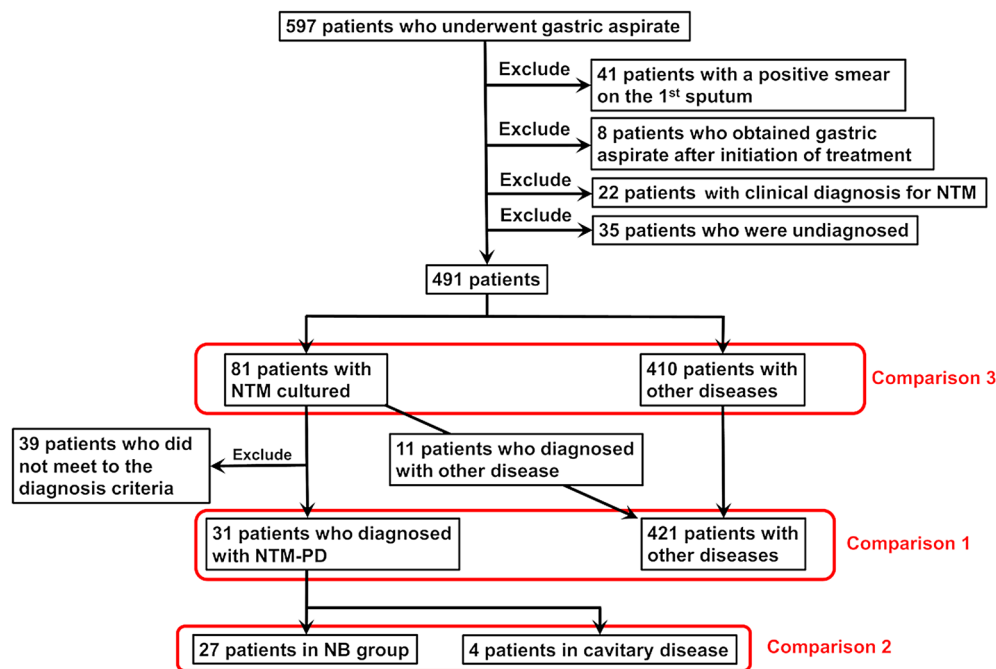 597 patients who underwent gastric aspirate
Exclude
41 patients with a positive smear
on the 1st sputum
Exclude
8 patients who obtained gastric
aspirate after initiation of treatment
Exclude
22 patients with clinical diagnosis for NTM
Exclude
35 patients who were undiagnosed
491 patients
81 patients with
NTM cultured
410 patients with
other diseases
Comparison 3
39 patients who did
not meet to the
diagnosis criteria
Exclude
11 patients who diagnosed
with other disease
31 patients who diagnosed
with NTM-PD
421 patients with
other diseases
Comparison 1
27 patients in NB group
4 patients in cavitary disease
Comparison 2